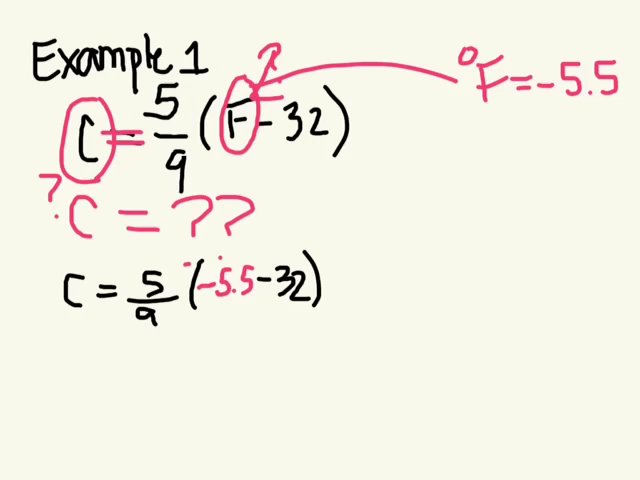 Example 1
°F = -5.5
C = 5/9 (F - 32)
? C = ??
C = 5/9 (-5.5 - 32)